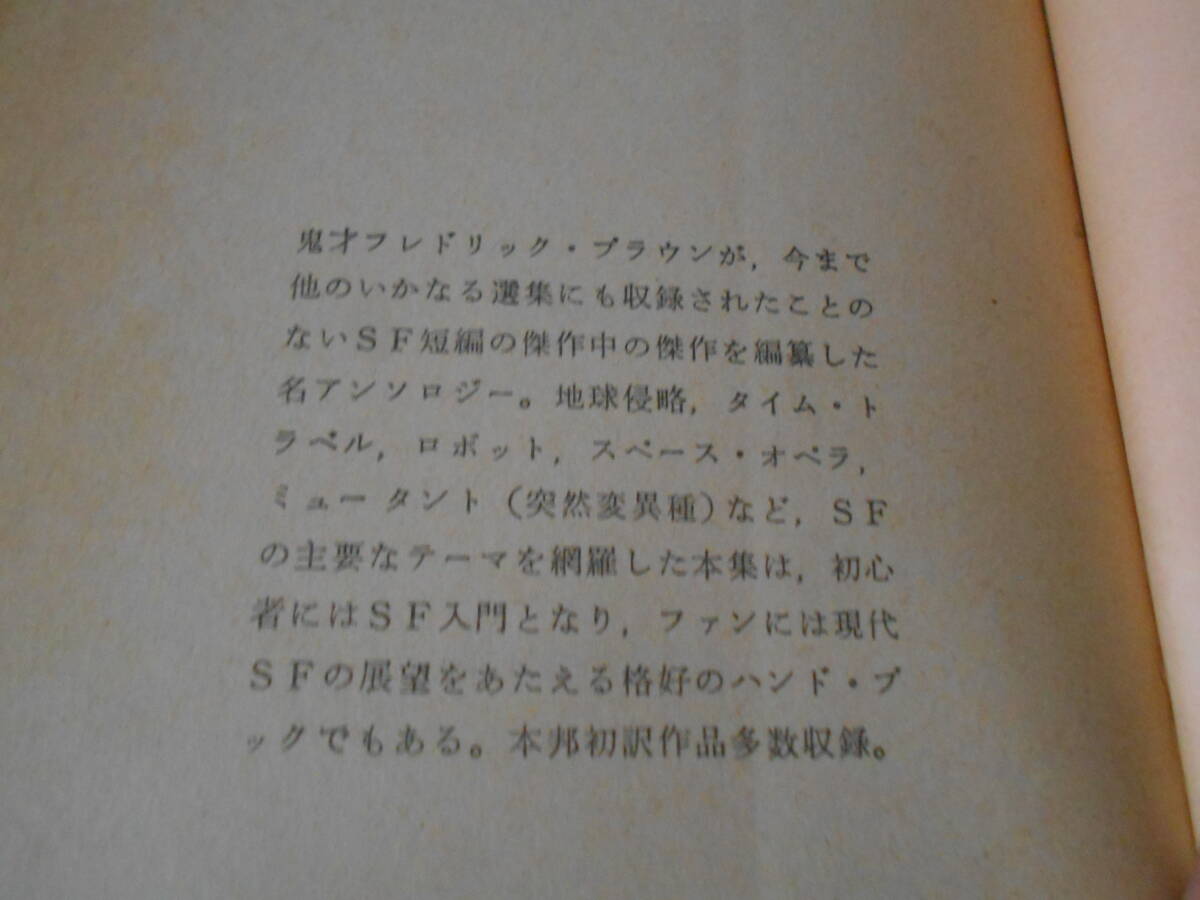 鬼才フレドリック・ブラウンが，今まで
他のいかなる選集にも収録されたことの
ないＳＦ短編の傑作中の傑作を編纂した
名アンソロジー。地球侵略，タイム・ト
ラベル，ロボット，スペース・オペラ，
ミュータント（突然変異種）など，ＳＦ
の主要なテーマを網羅した本集は，初心
者にはＳＦ入門となり，ファンには現代
ＳＦの展望をあたえる格好のハンド・ブ
ックでもある。本邦初訳作品多数収録。